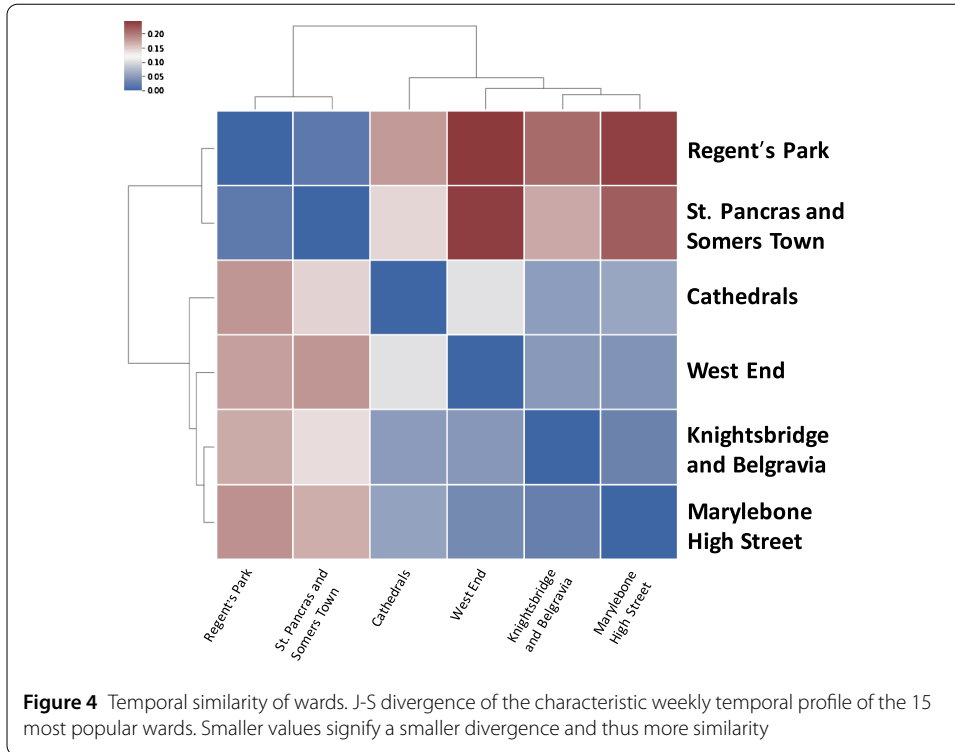 0.20
0.15
0.10
0.05
0.00
Regent's Park
St. Pancras and
Somers Town
Cathedrals
West End
Knightsbridge
and Belgravia
Marylebone
High Street
Regent's Park
St. Pancras and
Somers Town
Cathedrals
West End
Knightsbridge
and Belgravia
Marylebone
High Street
Figure 4 Temporal similarity of wards. J-S divergence of the characteristic weekly temporal profile of the 15
most popular wards. Smaller values signify a smaller divergence and thus more similarity